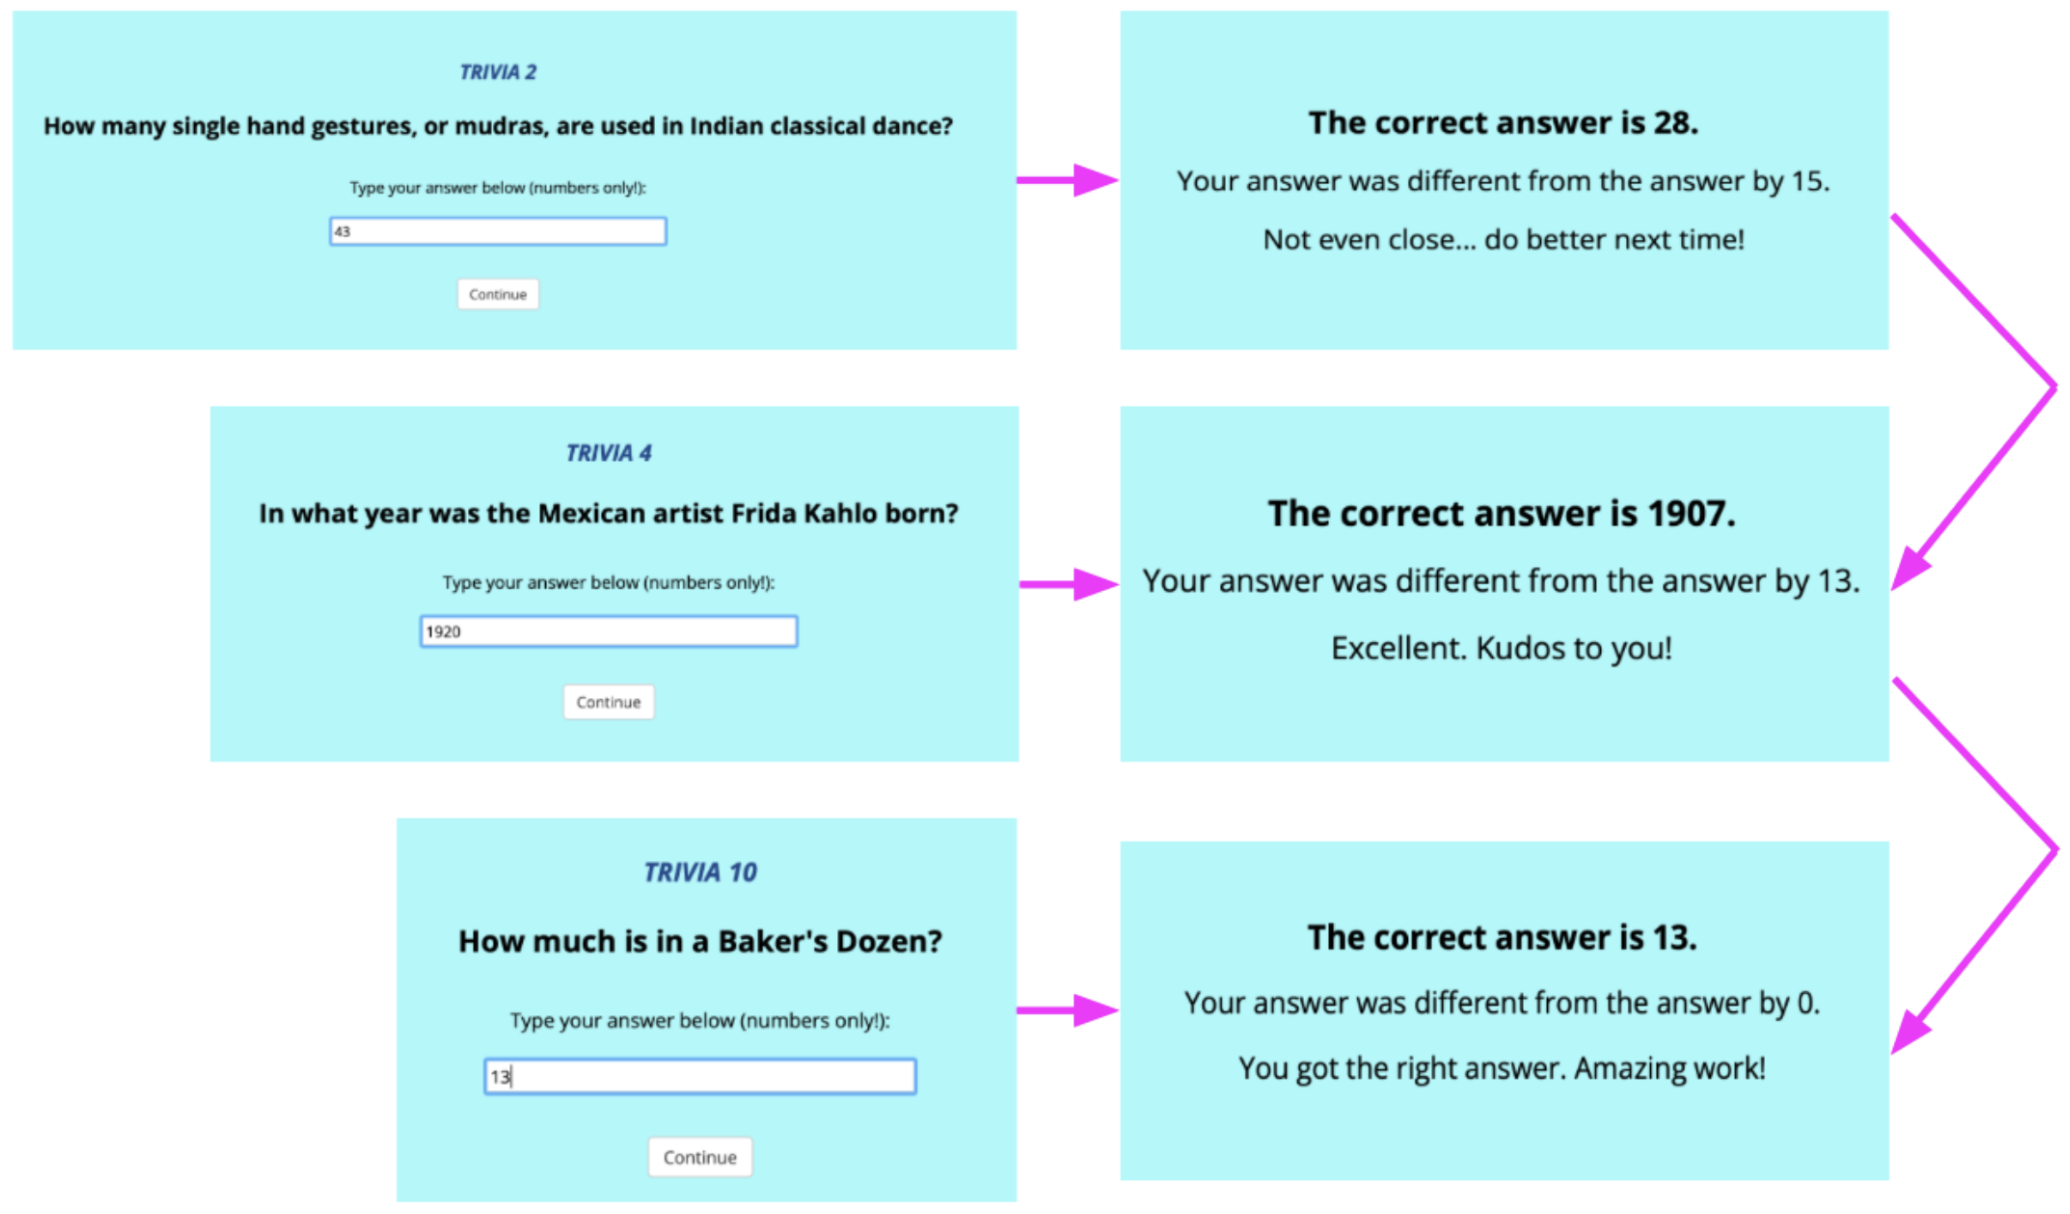 TRIVIA 2
How many single hand gestures, or mudras, are used in Indian classical dance?
Type your answer below (numbers only!):
43
Continue
The correct answer is 28.
Your answer was different from the answer by 15.
Not even close... do better next time!
TRIVIA 4
In what year was the Mexican artist Frida Kahlo born?
Type your answer below (numbers only!):
1920
Continue
The correct answer is 1907.
Your answer was different from the answer by 13.
Excellent. Kudos to you!
TRIVIA 10
How much is in a Baker's Dozen?
Type your answer below (numbers only!):
13
Continue
The correct answer is 13.
Your answer was different from the answer by 0.
You got the right answer. Amazing work!